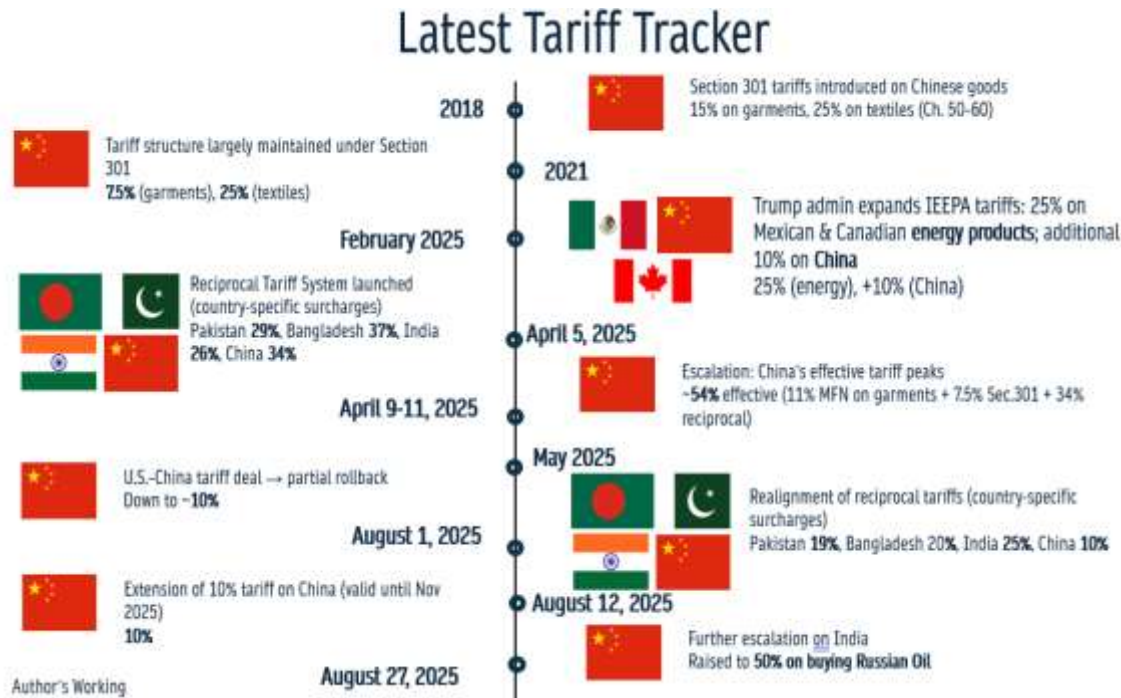 Latest Tariff Tracker
2018
Section 301 tariffs introduced on Chinese goods
15% on garments, 25% on textiles (Ch. 50-60)
Tariff structure largely maintained under Section
301
7.5% (garments), 25% (textiles)
2021
February 2025
Trump admin expands IEEPA tariffs: 25% on
Mexican & Canadian energy products; additional
10% on China
25% (energy), +10% (China)
Reciprocal Tariff System launched
(country-specific surcharges)
Pakistan 29%, Bangladesh 37%, India
26%, China 34%
April 5, 2025
Escalation: China's effective tariff peaks
~54% effective (11% MFN on garments + 7.5% Sec.301 + 34%
reciprocal)
April 9-11, 2025
U.S.-China tariff deal → partial rollback
Down to ~10%
May 2025
Realignment of reciprocal tariffs (country-specific
surcharges)
Pakistan 19%, Bangladesh 20%, India 25%, China 10%
August 1, 2025
Extension of 10% tariff on China (valid until Nov
2025)
10%
August 12, 2025
Further escalation on India
Raised to 50% on buying Russian Oil
August 27, 2025
Author's Working